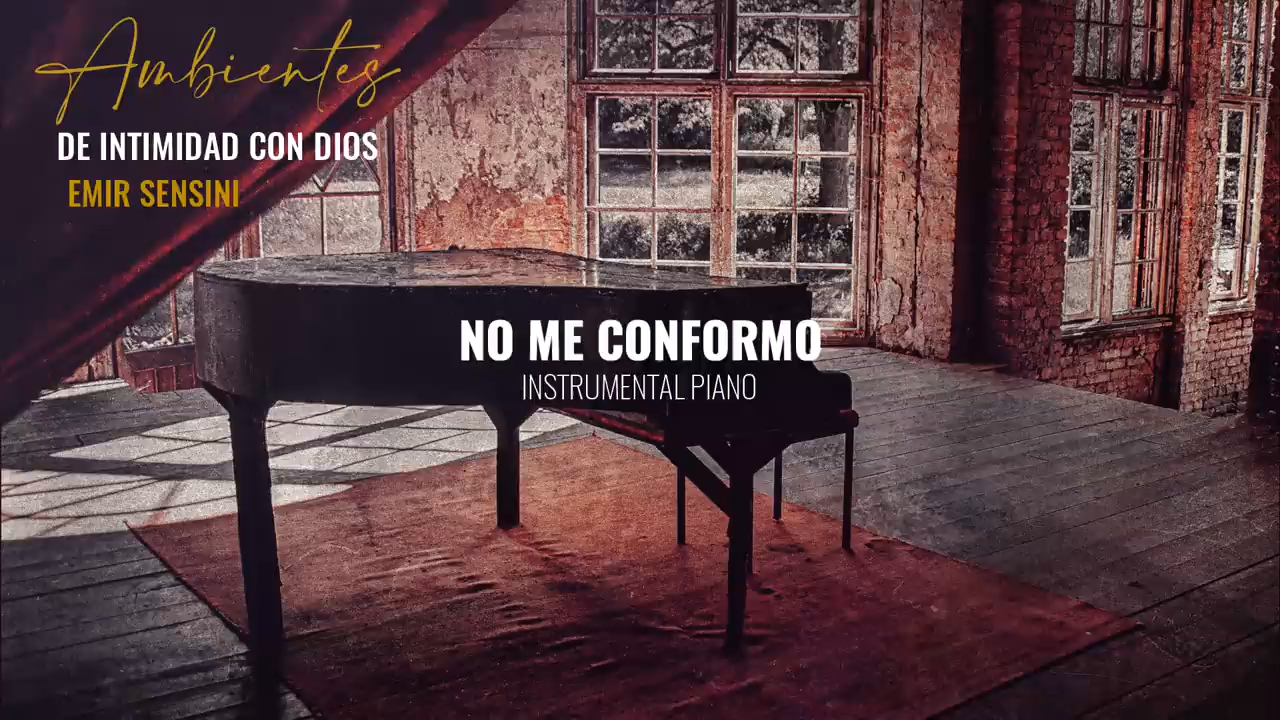 Ambientes
DE INTIMIDAD CON DIOS
EMIR SENSINI
NO ME CONFORMO
INSTRUMENTAL PIANO